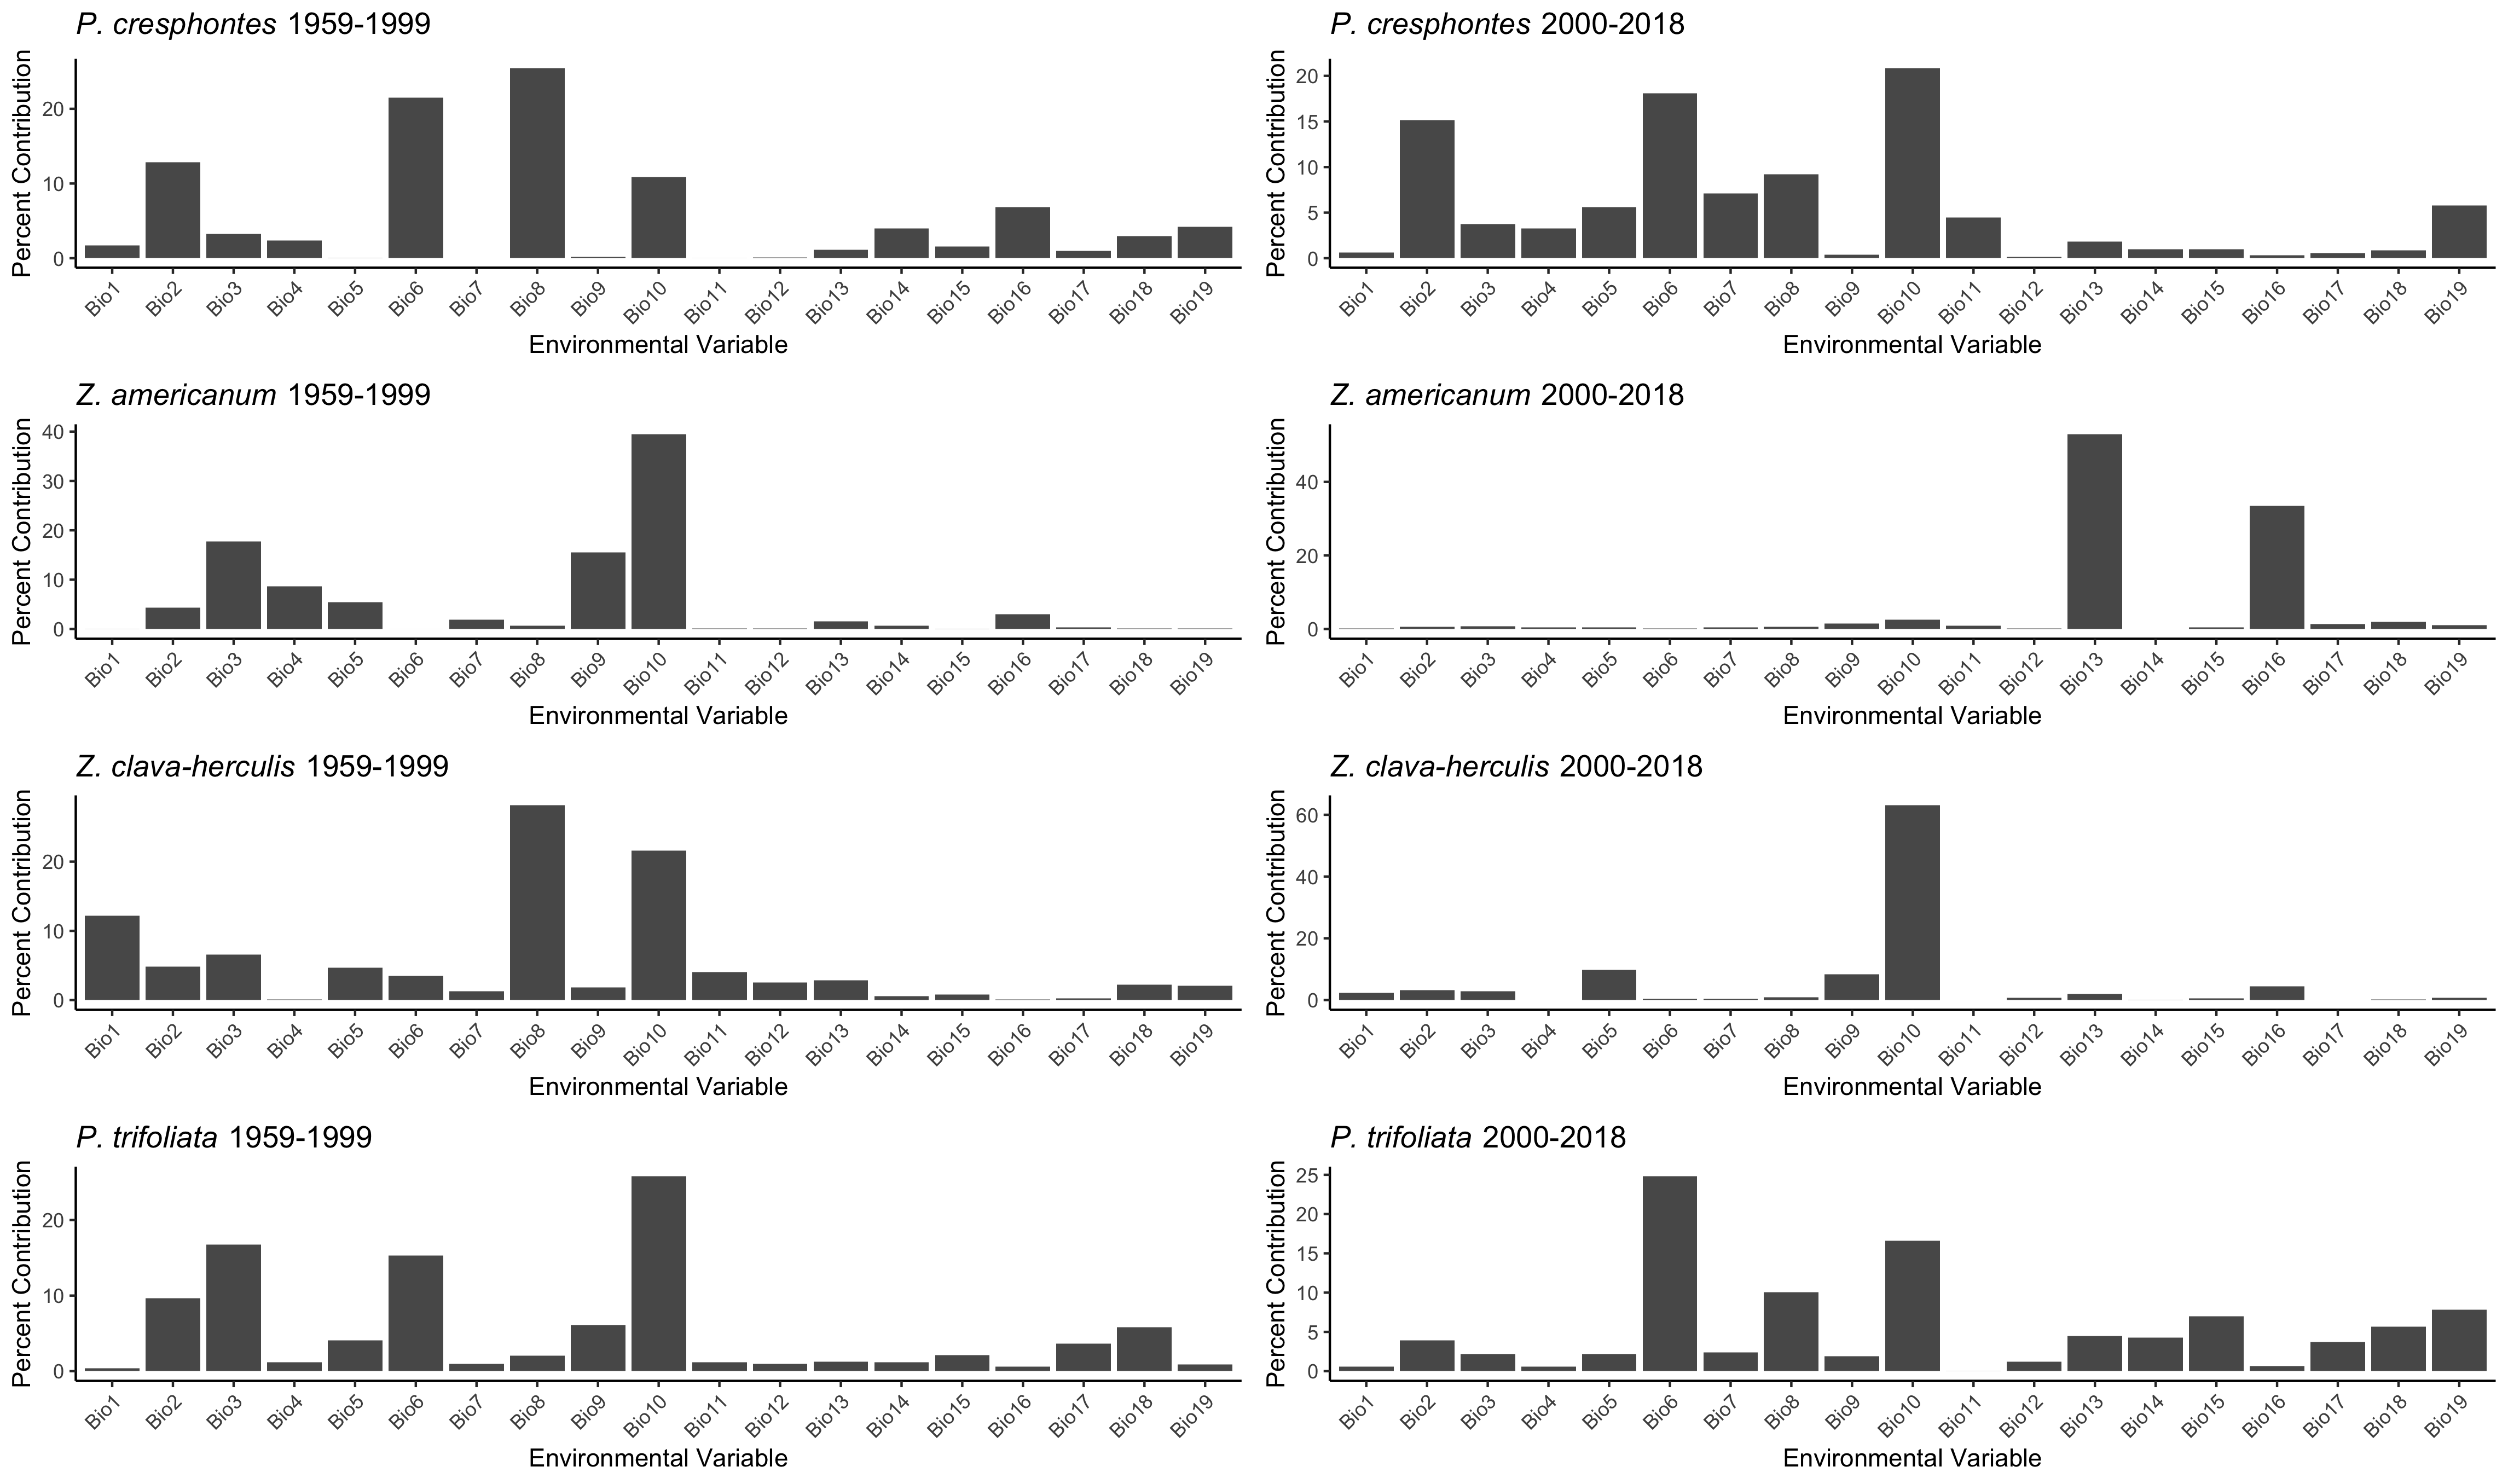 P. cresphontes 1959-1999
Percent Contribution
20
10
0
Bio1 Bio2 Bio3 Bio4 Bio5 Bio6 Bio7 Bio8 Bio9 Bio10 Bio11 Bio12 Bio13 Bio14 Bio15 Bio16 Bio17 Bio18 Bio19
Environmental Variable
P. cresphontes 2000-2018
Percent Contribution
20
15
10
5
0
Bio1 Bio2 Bio3 Bio4 Bio5 Bio6 Bio7 Bio8 Bio9 Bio10 Bio11 Bio12 Bio13 Bio14 Bio15 Bio16 Bio17 Bio18 Bio19
Environmental Variable
Z. americanum 1959-1999
Percent Contribution
40
30
20
10
0
Bio1 Bio2 Bio3 Bio4 Bio5 Bio6 Bio7 Bio8 Bio9 Bio10 Bio11 Bio12 Bio13 Bio14 Bio15 Bio16 Bio17 Bio18 Bio19
Environmental Variable
Z. americanum 2000-2018
Percent Contribution
40
20
0
Bio1 Bio2 Bio3 Bio4 Bio5 Bio6 Bio7 Bio8 Bio9 Bio10 Bio11 Bio12 Bio13 Bio14 Bio15 Bio16 Bio17 Bio18 Bio19
Environmental Variable
Z. clava-herculis 1959-1999
Percent Contribution
20
10
0
Bio1 Bio2 Bio3 Bio4 Bio5 Bio6 Bio7 Bio8 Bio9 Bio10 Bio11 Bio12 Bio13 Bio14 Bio15 Bio16 Bio17 Bio18 Bio19
Environmental Variable
Z. clava-herculis 2000-2018
Percent Contribution
60
40
20
0
Bio1 Bio2 Bio3 Bio4 Bio5 Bio6 Bio7 Bio8 Bio9 Bio10 Bio11 Bio12 Bio13 Bio14 Bio15 Bio16 Bio17 Bio18 Bio19
Environmental Variable
P. trifoliata 1959-1999
Percent Contribution
20
10
0
Bio1 Bio2 Bio3 Bio4 Bio5 Bio6 Bio7 Bio8 Bio9 Bio10 Bio11 Bio12 Bio13 Bio14 Bio15 Bio16 Bio17 Bio18 Bio19
Environmental Variable
P. trifoliata 2000-2018
Percent Contribution
25
20
15
10
5
0
Bio1 Bio2 Bio3 Bio4 Bio5 Bio6 Bio7 Bio8 Bio9 Bio10 Bio11 Bio12 Bio13 Bio14 Bio15 Bio16 Bio17 Bio18 Bio19
Environmental Variable